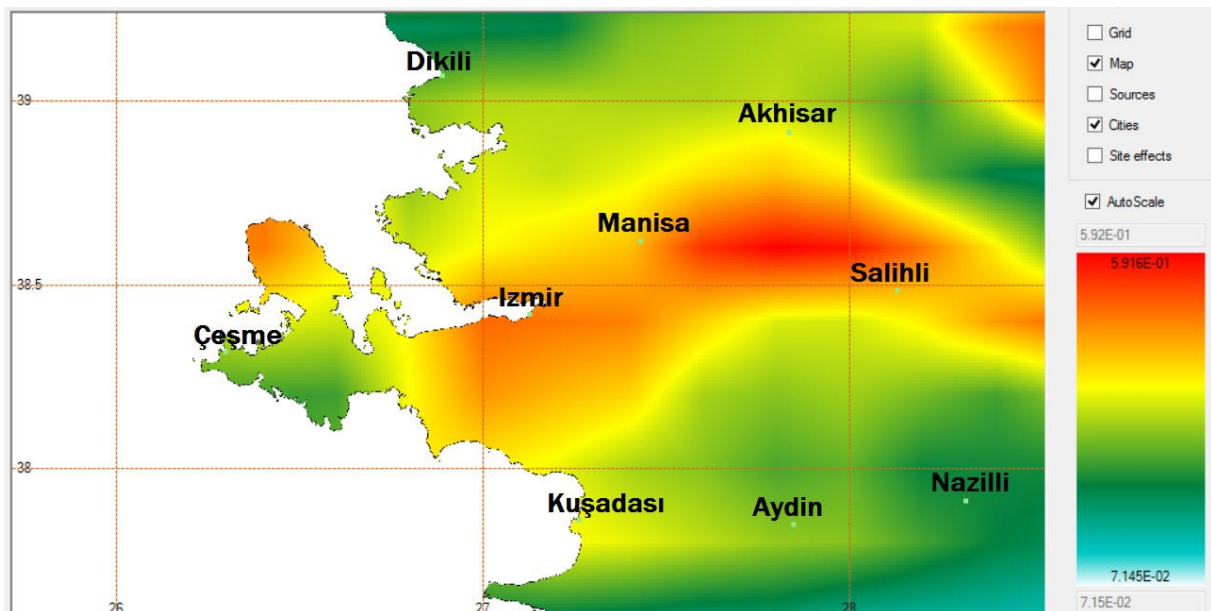 Dikili
39
Akhisar
Manisa
Salihli
38.5
Izmir
Çeşme
38
Kuşadası
Aydin
Nazilli
26
27
28
Grid
Map
Sources
Cities
Site effects
AutoScale
5.92E-01
5.916E-01
7.145E-02
7.15E-02